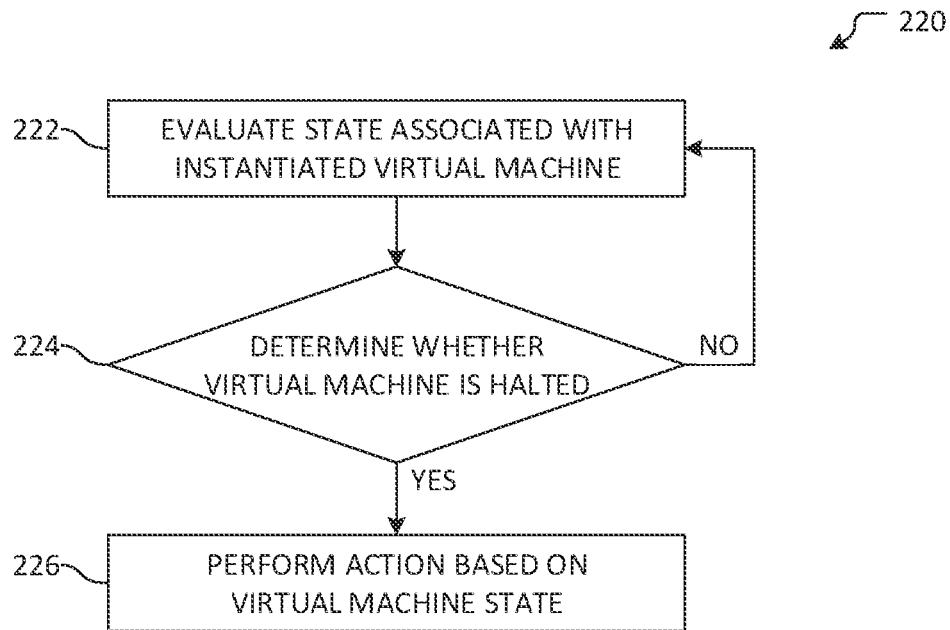 220
222
EVALUATE STATE ASSOCIATED WITH
INSTANTIATED VIRTUAL MACHINE
224
DETERMINE WHETHER
VIRTUAL MACHINE IS HALTED
NO
YES
226
PERFORM ACTION BASED ON
VIRTUAL MACHINE STATE